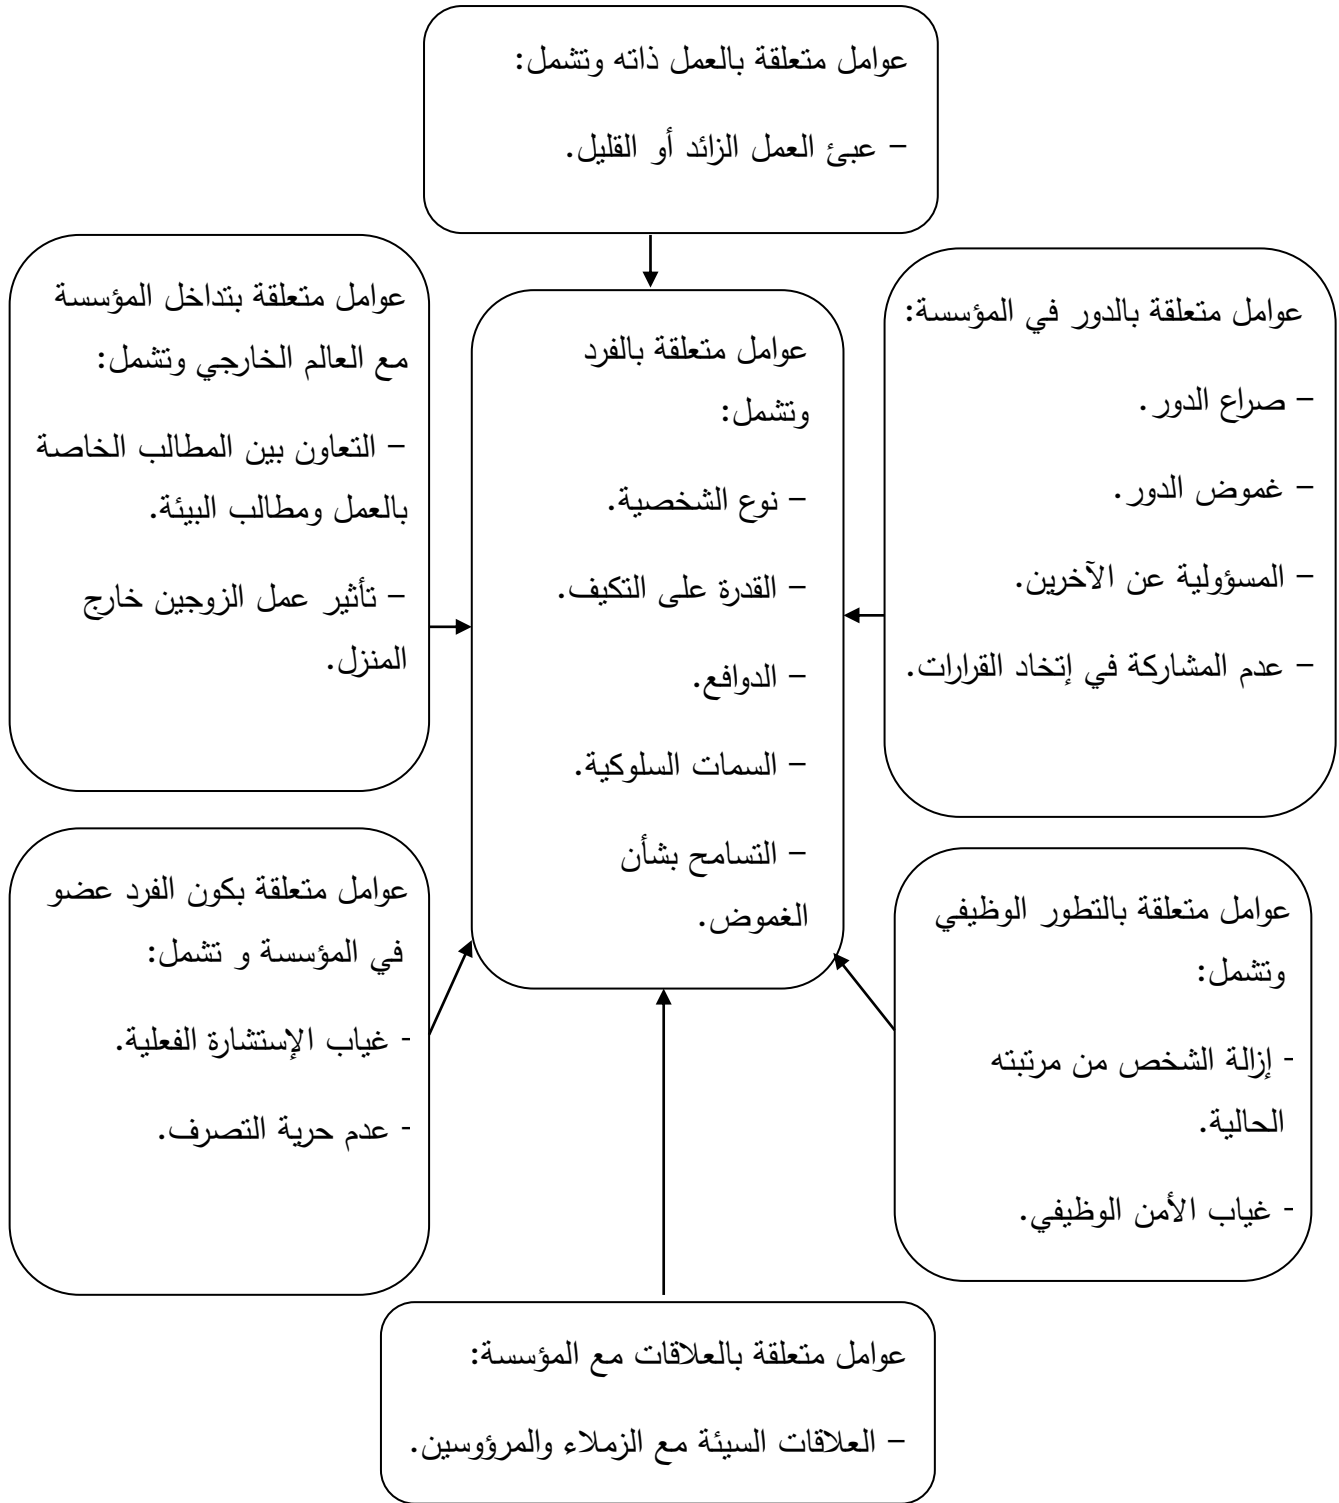 عوامل متعلقة بالعمل ذاته وتشمل:
– عبئ العمل الزائد أو القليل.
عوامل متعلقة بالدور في المؤسسة:
– صراع الدور.
– غموض الدور.
– المسؤولية عن الآخرين.
– عدم المشاركة في إتخاد القرارات.
عوامل متعلقة بالفرد
وتشمل:
– نوع الشخصية.
– القدرة على التكيف.
– الدوافع.
– السمات السلوكية.
– التسامح بشأن
الغموض.
عوامل متعلقة بتداخل المؤسسة
مع العالم الخارجي وتشمل:
– التعاون بين المطالب الخاصة
بالعمل ومطالب البيئة.
– تأثير عمل الزوجين خارج
المنزل.
عوامل متعلقة بالتطور الوظيفي
وتشمل:
- إزالة الشخص من مرتبته
الحالية.
- غياب الأمن الوظيفي.
عوامل متعلقة بكون الفرد عضو
في المؤسسة و تشمل:
- غياب الإستشارة الفعلية.
- عدم حرية التصرف.
عوامل متعلقة بالعلاقات مع المؤسسة:
– العلاقات السيئة مع الزملاء والمرؤوسين.